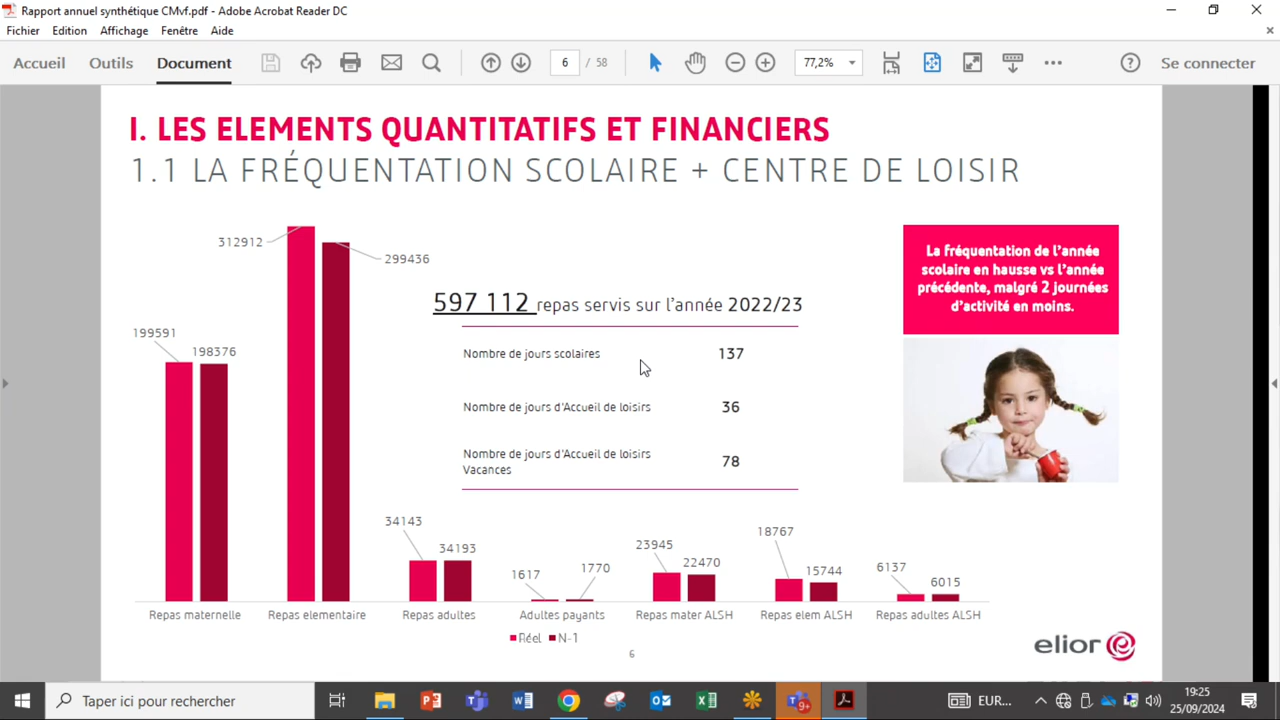 Rapport annuel synthétique CMvf.pdf - Adobe Acrobat Reader DC
Fichier Edition Affichage Fenêtre Aide
Accueil Outils Document 6 / 58 77,2% Se connecter
I. LES ELEMENTS QUANTITATIFS ET FINANCIERS
1.1 LA FRÉQUENTATION SCOLAIRE + CENTRE DE LOISIR
312912
299436
199591
198376
597 112 repas servis sur l'année 2022/23
Nombre de jours scolaires 137
Nombre de jours d'Accueil de loisirs 36
Nombre de jours d'Accueil de loisirs
Vacances
78
La fréquentation de l'année
scolaire en hausse vs l'année
précédente, malgré 2 journées
d'activité en moins.
34143
34193
1617
1770
23945
22470
18767
15744
6137
6015
Repas maternelle Repas elementaire Repas adultes Adultes payants Repas mater ALSH Repas elem ALSH Repas adultes ALSH
Réel N-1
6
elior e
Taper ici pour rechercher
9+
EUR...
19:25
25/09/2024